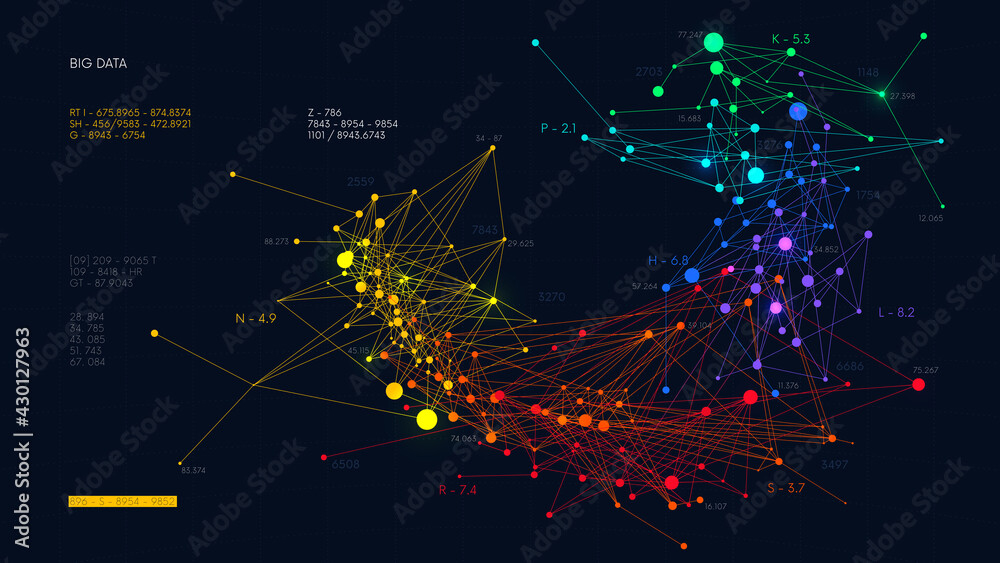 BIG DATA
RT I - 675.8965 - 874.8374
SH - 456/9583 - 472.8921
G - 8943 - 6754
Z - 786
7843 - 8954 - 9854
1101 / 8943.6743
[09] 209 - 9065 T
109 - 8418 - HR
GT - 87.9043
28. 894
34. 785
43. 085
51. 743
67. 084
896 - S - 8954 - 9852
34 - 87
2559
7843
29.625
88.273
3270
N - 4.9
45.115
83.374
74.063
6508
R - 7.4
77.247
K - 5.3
2703
1148
27.398
15.683
P - 2.1
3276
1754
12.065
34.852
H - 6.8
57.264
L - 8.2
39.104
6686
75.267
11.376
3497
S - 3.7
16.107
Adobe Stock | #430127963
Adobe Stock